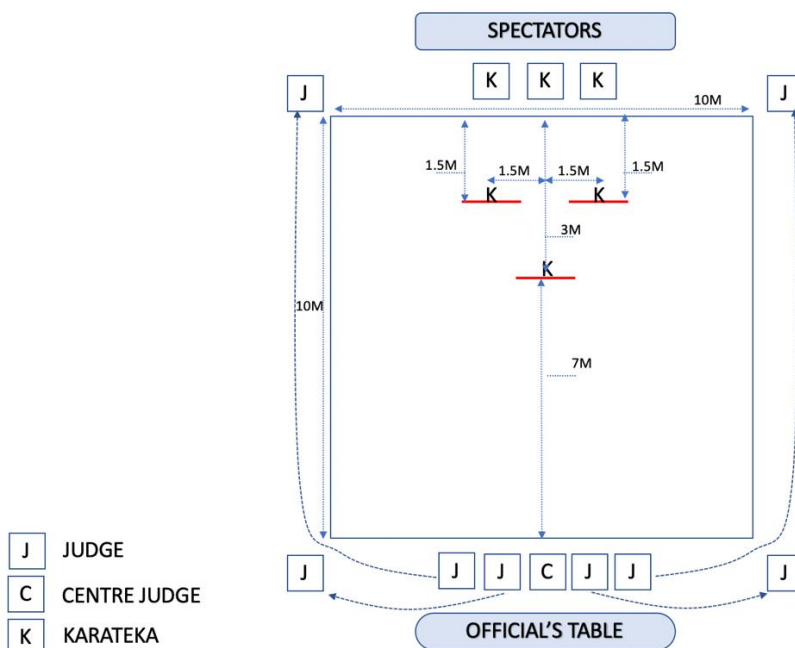 SPECTATORS
J K K K J
10M
1.5M 1.5M 1.5M 1.5M
K K
3M
K
10M
7M
J JUDGE
J J J C J J J
C CENTRE JUDGE
K KARATEKA
OFFICIAL'S TABLE